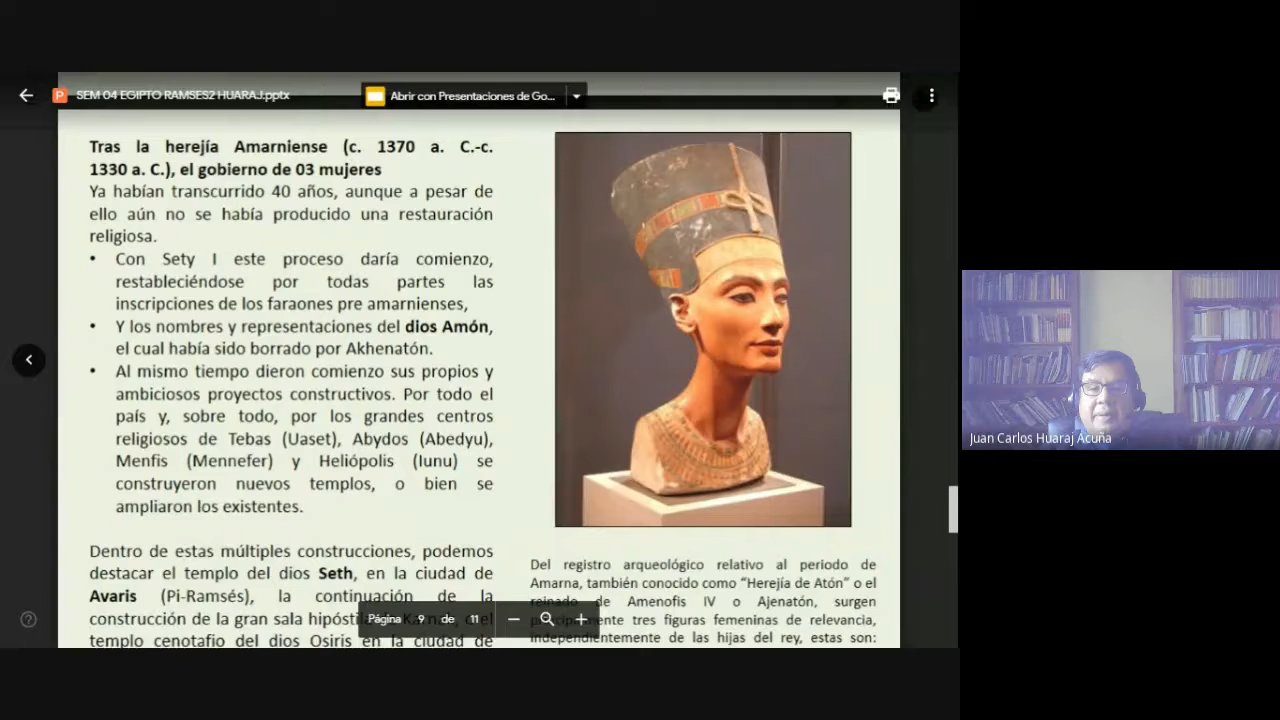 SEM 04 EGIPTO RAMSES2 HUARAJ.pptx
Abrir con Presentaciones de Go...
Tras la herejía Amarniense (c. 1370 a. C.-c.
1330 a. C.), el gobierno de 03 mujeres
Ya habían transcurrido 40 años, aunque a pesar de
ello aún no se había producido una restauración
religiosa.
• Con Sety I este proceso daría comienzo,
restableciéndose por todas partes las
inscripciones de los faraones pre amarnienses,
• Y los nombres y representaciones del dios Amón,
el cual había sido borrado por Akhenatón.
• Al mismo tiempo dieron comienzo sus propios y
ambiciosos proyectos constructivos. Por todo el
país y, sobre todo, por los grandes centros
religiosos de Tebas (Uaset), Abydos (Abedyu),
Menfis (Mennefer) y Heliópolis (Iunu) se
construyeron nuevos templos, o bien se
ampliaron los existentes.
Dentro de estas múltiples construcciones, podemos
destacar el templo del dios Seth, en la ciudad de
Avaris (Pi-Ramsés), la continuación de la
construcción de la gran sala
templo cenotafio del dios Osiris en la ciudad de
Del registro arqueológico relativo al periodo de
Amarna, también conocido como “Herejía de Atón” o el
reinado de Amenofis IV o Ajenatón, surgen
principalmente tres figuras femeninas de relevancia,
independientemente de las hijas del rey, estas son:
Página 9 de 11
Juan Carlos Huaraj Acuña